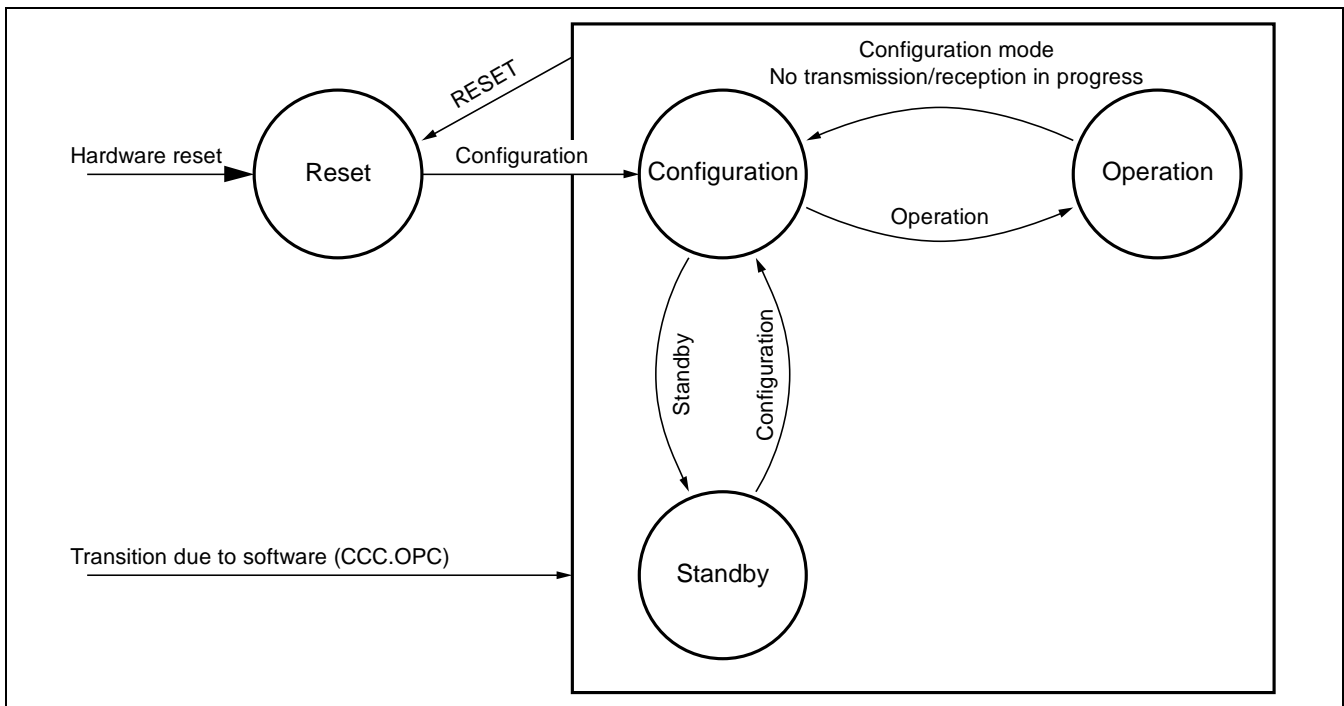 Configuration mode
No transmission/reception in progress
RESET
Hardware reset
Reset
Configuration
Configuration
Operation
Operation
Standby
Configuration
Transition due to software (CCC.OPC)
Standby